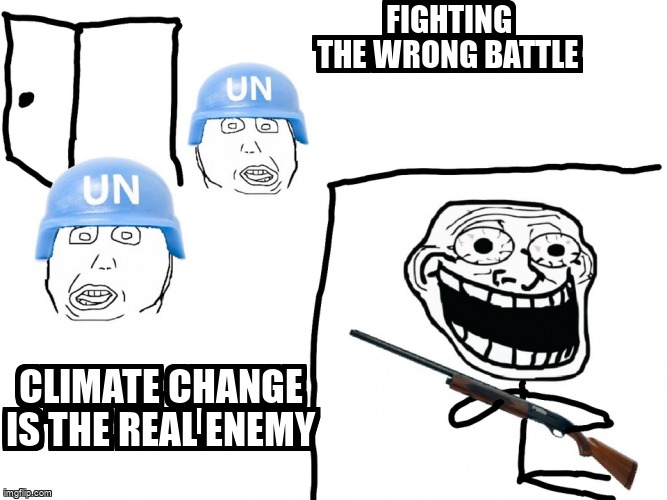 FIGHTING
THE WRONG BATTLE
UN
UN
CLIMATE CHANGE
IS THE REAL ENEMY
imgflip.com